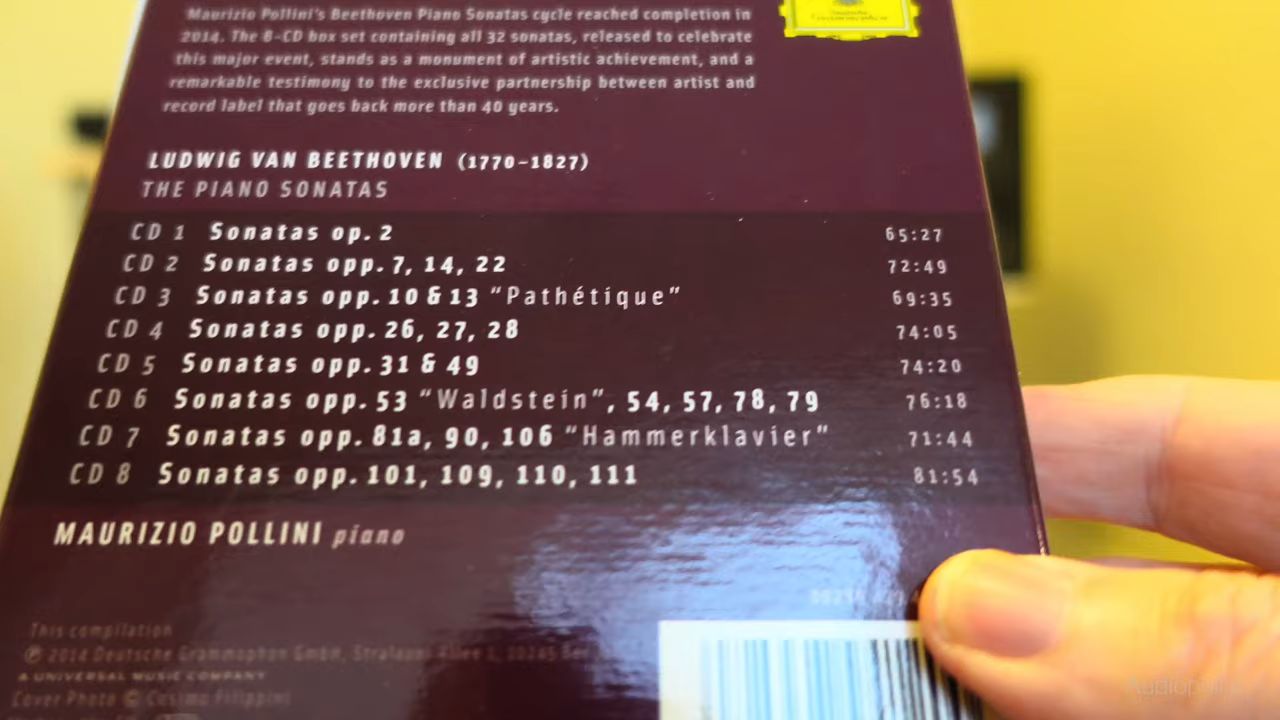 Maurizio Pollini's Beethoven Piano Sonatas cycle reached completion in
2014. The 8-CD box set containing all 32 sonatas, released to celebrate
this major event, stands as a monument of artistic achievement, and a
remarkable testimony to the exclusive partnership between artist and
record label that goes back more than 40 years.
LUDWIG VAN BEETHOVEN (1770–1827)
THE PIANO SONATAS
CD 1 Sonatas op. 2 65:27
CD 2 Sonatas opp. 7, 14, 22 72:49
CD 3 Sonatas opp. 10 & 13 "Pathétique" 69:35
CD 4 Sonatas opp. 26, 27, 28 74:05
CD 5 Sonatas opp. 31 & 49 74:20
CD 6 Sonatas opp. 53 "Waldstein", 54, 57, 78, 79 76:18
CD 7 Sonatas opp. 81a, 90, 106 "Hammerklavier" 71:44
CD 8 Sonatas opp. 101, 109, 110, 111 81:54
MAURIZIO POLLINI piano
This compilation
℗ 2014 Deutsche Grammophon GmbH, Stralauer Allee 1, 10245
A UNIVERSAL MUSIC COMPANY
Cover Photo © Cosimo Filippini